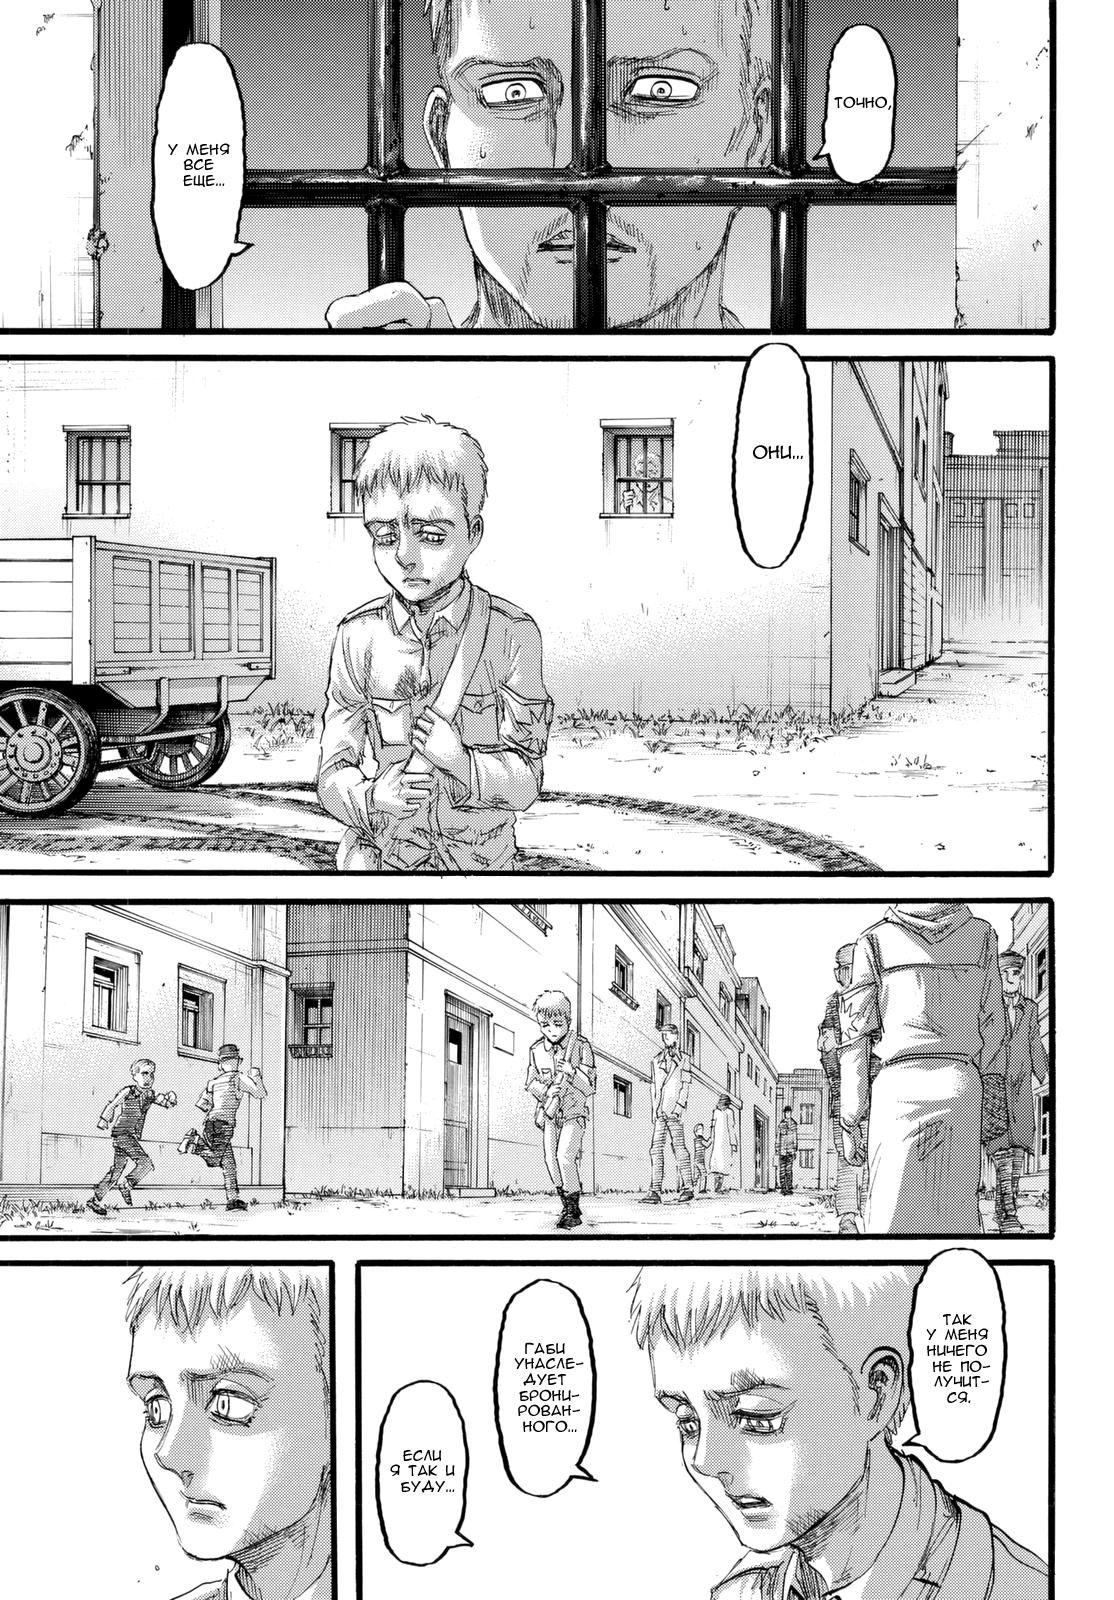 ТОЧНО,
У МЕНЯ
ВСЕ
ЕЩЕ...
ОНИ...
ТАК
У МЕНЯ
НИЧЕГО
НЕ ПО-
ЛУЧИТ-
СЯ.
ГАБИ
УНАСЛЕ-
ДУЕТ
БРОНИ-
РОВАН-
НОГО...
ЕСЛИ
Я ТАК И
БУДУ...